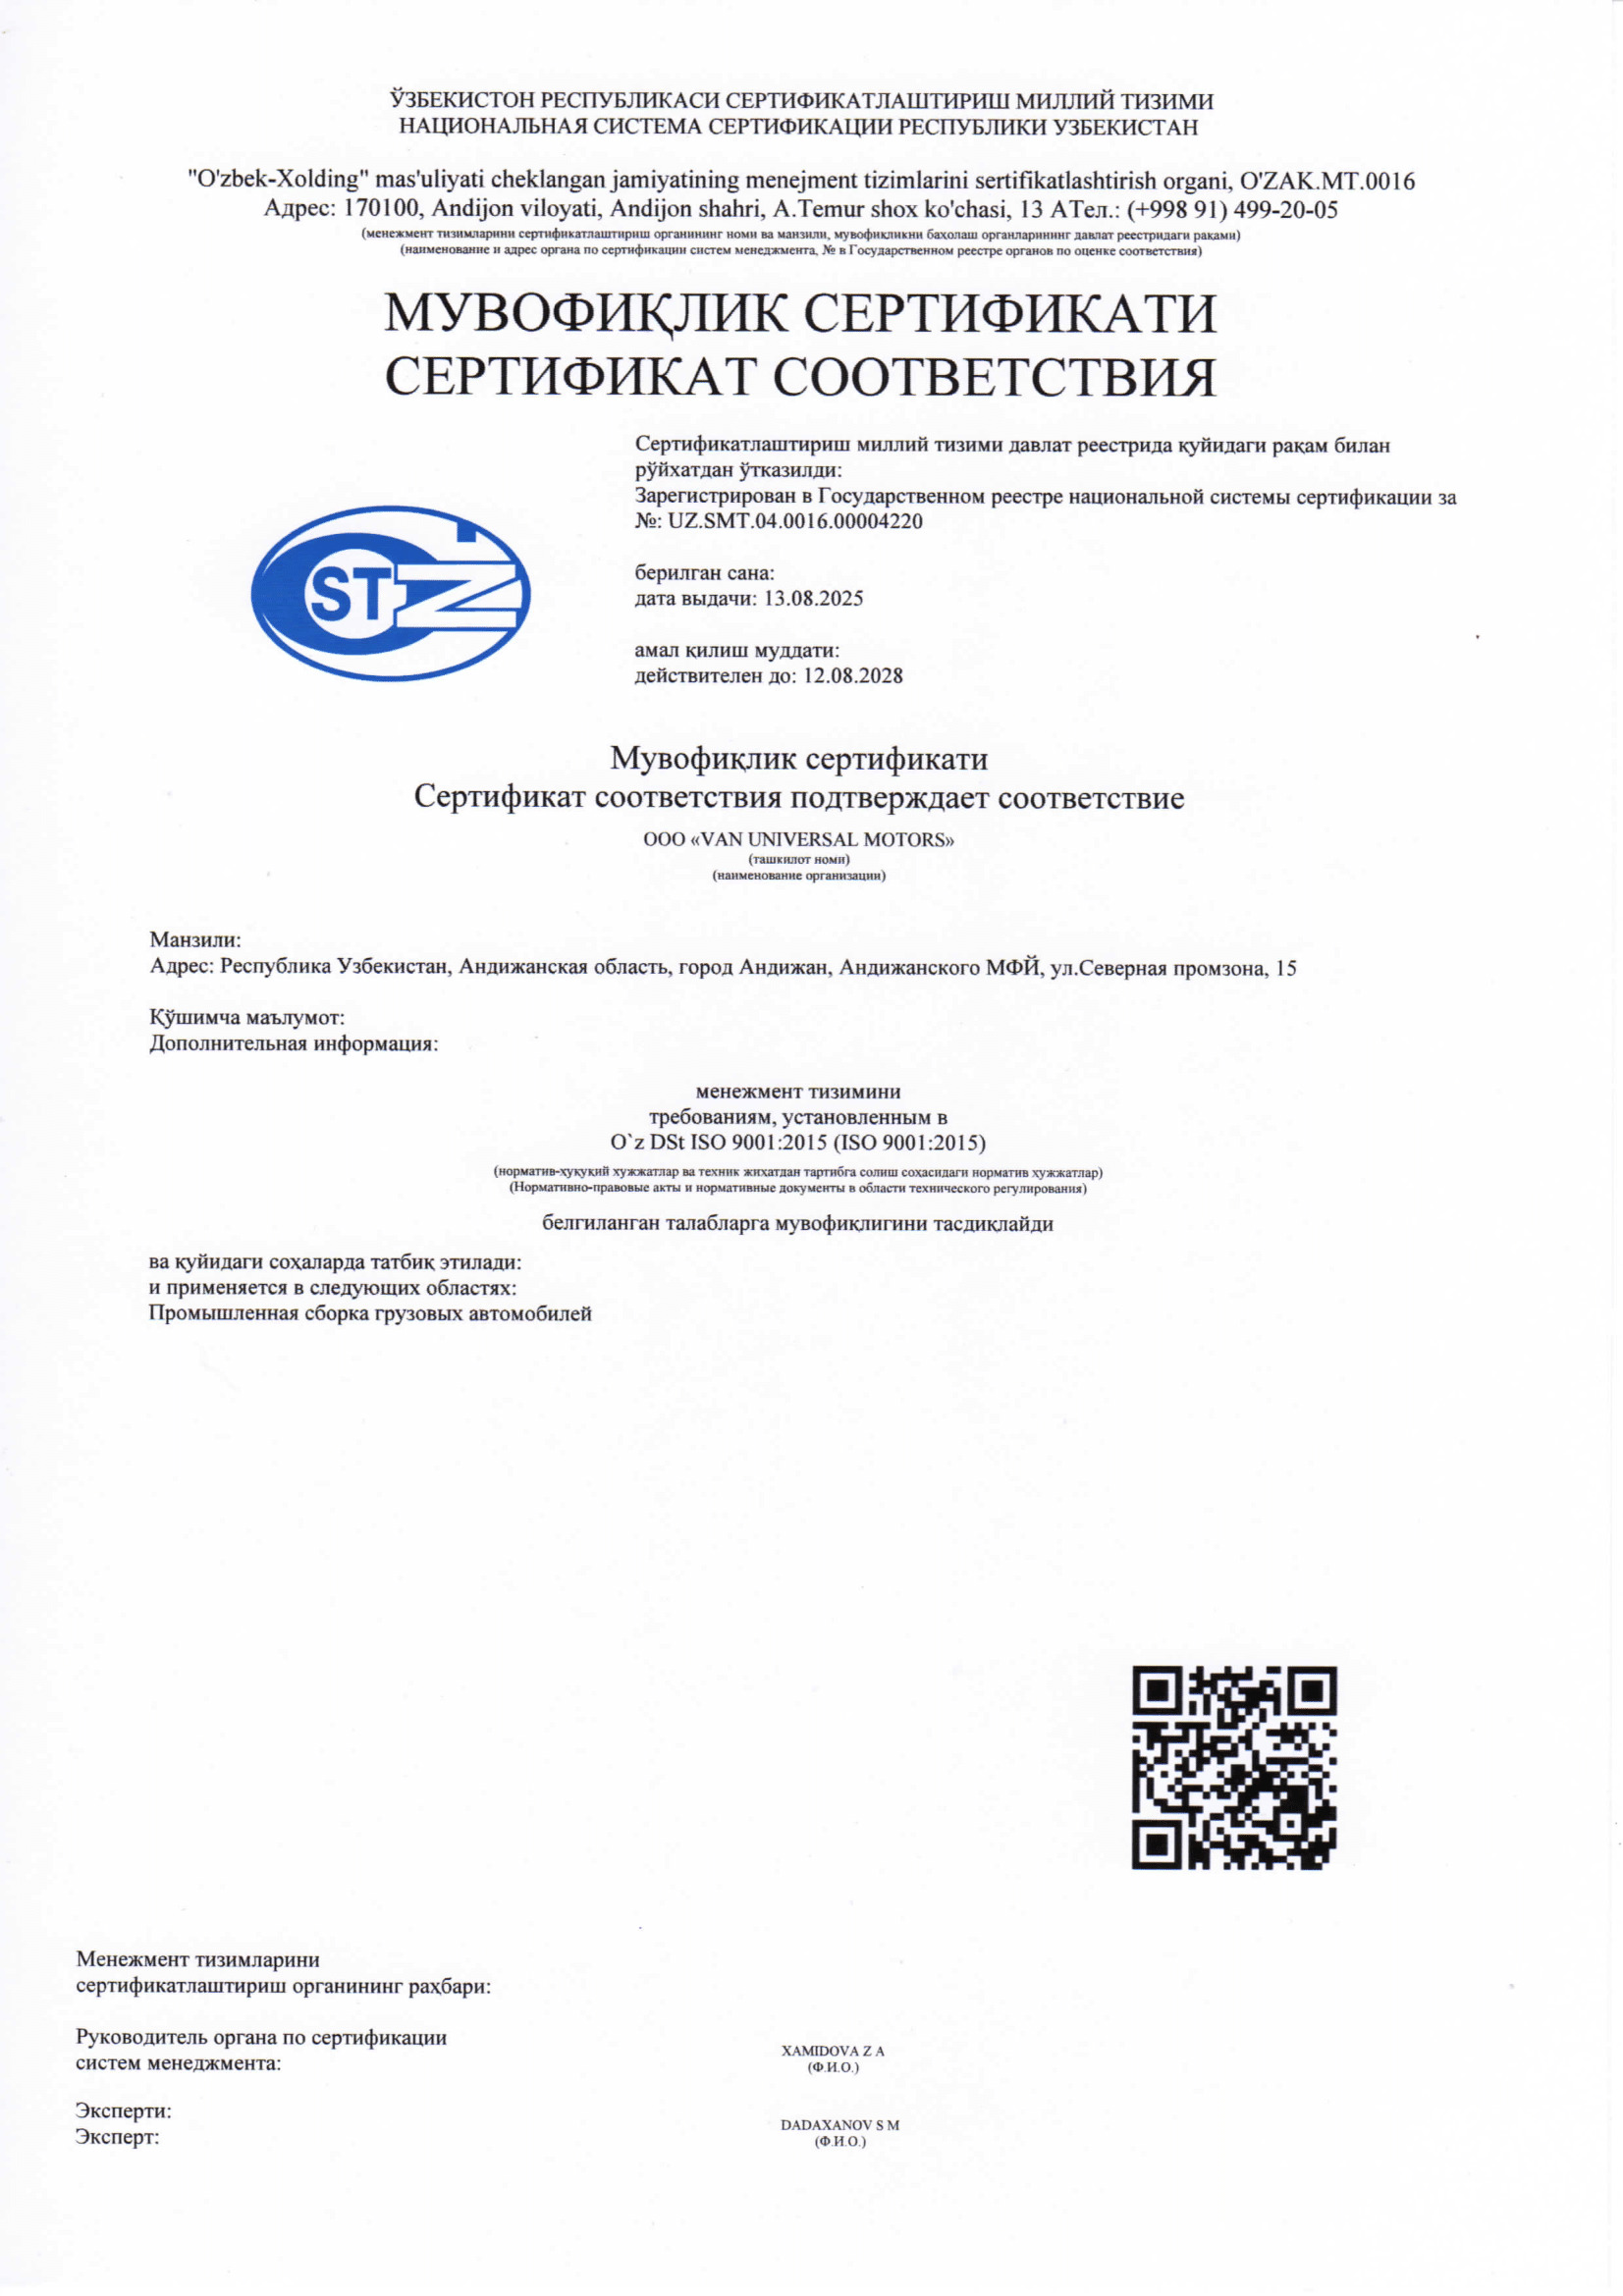 ЎЗБЕКИСТОН РЕСПУБЛИКАСИ СЕРТИФИКАТЛАШТИРИШ МИЛЛИЙ ТИЗИМИ
НАЦИОНАЛЬНАЯ СИСТЕМА СЕРТИФИКАЦИИ РЕСПУБЛИКИ УЗБЕКИСТАН
"O'zbek-Xolding" mas'uliyati cheklangan jamiyatining menejment tizimlarini sertifikatlashtirish organi, O'ZAK.MT.0016
Адрес: 170100, Andijon viloyati, Andijon shahri, A.Temur shox ko'chasi, 13 АТел.: (+998 91) 499-20-05
(менежмент тизимларини сертификатлаштириш органининг номи ва манзили, мувофиқликни баҳолаш органларининг давлат реестридаги рақами)
(наименование и адрес органа по сертификации систем менеджмента, № в Государственном реестре органов по оценке соответствия)
МУВОФИҚЛИК СЕРТИФИКАТИ
СЕРТИФИКАТ СООТВЕТСТВИЯ
Сертификатлаштириш миллий тизими давлат реестрида қуйидаги рақам билан
рўйхатдан ўтказилди:
Зарегистрирован в Государственном реестре национальной системы сертификации за
№: UZ.SMT.04.0016.00004220
STZ
берилган сана:
дата выдачи: 13.08.2025
амал қилиш муддати:
действителен до: 12.08.2028
Мувофиқлик сертификати
Сертификат соответствия подтверждает соответствие
ООО «VAN UNIVERSAL MOTORS»
(ташкилот номи)
(наименование организации)
Манзили:
Адрес: Республика Узбекистан, Андижанская область, город Андижан, Андижанского МФЙ, ул.Северная промзона, 15
Қўшимча маълумот:
Дополнительная информация:
менежмент тизимини
требованиям, установленным в
O`z DSt ISO 9001:2015 (ISO 9001:2015)
(норматив-ҳуқуқий ҳужжатлар ва техник жиҳатдан тартибга солиш соҳасидаги норматив ҳужжатлар)
(Нормативно-правовые акты и нормативные документы в области технического регулирования)
белгиланган талабларга мувофиқлигини тасдиқлайди
ва қуйидаги соҳаларда татбиқ этилади:
и применяется в следующих областях:
Промышленная сборка грузовых автомобилей
Менежмент тизимларини
сертификатлаштириш органининг раҳбари:
Руководитель органа по сертификации
систем менеджмента:
XAMIDOVA Z A
(Ф.И.О.)
Эксперти:
Эксперт:
DADAXANOV S M
(Ф.И.О.)